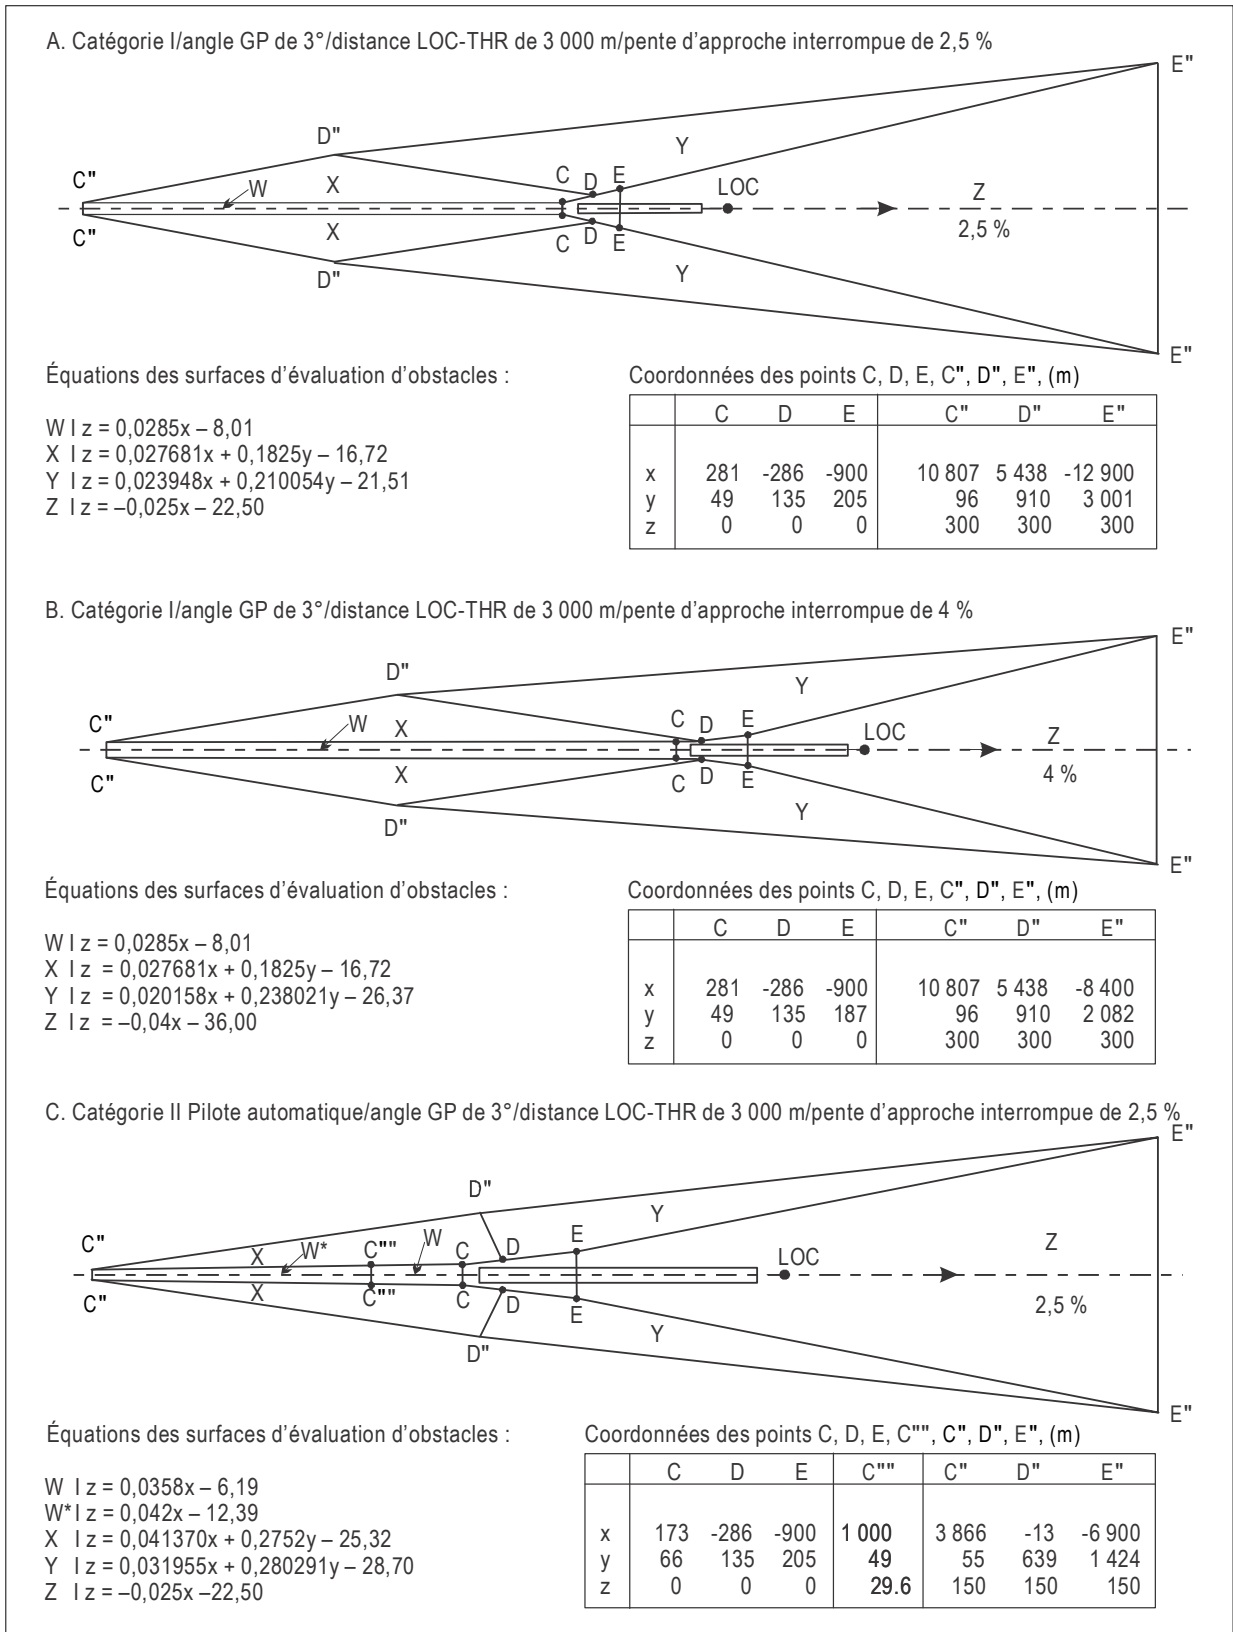 A. Catégorie I/angle GP de 3°/distance LOC-THR de 3 000 m/pente d'approche interrompue de 2,5 %
E"
D"
Y
C"
W
X
C D E
LOC
Z
C"
X
C D E
2,5 %
D"
Y
E"
Équations des surfaces d'évaluation d'obstacles :
W I z = 0,0285x – 8,01
X I z = 0,027681x + 0,1825y – 16,72
Y I z = 0,023948x + 0,210054y – 21,51
Z I z = –0,025x – 22,50
Coordonnées des points C, D, E, C", D", E", (m)
C D E C" D" E"
x 281 -286 -900 10 807 5 438 -12 900
y 49 135 205 96 910 3 001
z 0 0 0 300 300 300
B. Catégorie I/angle GP de 3°/distance LOC-THR de 3 000 m/pente d'approche interrompue de 4 %
E"
D"
Y
C"
W
X
C D E
LOC
Z
C"
X
C D E
4 %
D"
Y
E"
Équations des surfaces d'évaluation d'obstacles :
W I z = 0,0285x – 8,01
X I z = 0,027681x + 0,1825y – 16,72
Y I z = 0,020158x + 0,238021y – 26,37
Z I z = –0,04x – 36,00
Coordonnées des points C, D, E, C", D", E", (m)
C D E C" D" E"
x 281 -286 -900 10 807 5 438 -8 400
y 49 135 187 96 910 2 082
z 0 0 0 300 300 300
C. Catégorie II Pilote automatique/angle GP de 3°/distance LOC-THR de 3 000 m/pente d'approche interrompue de 2,5 %
E"
D"
Y
C"
X
W*
C""
W
C D E
LOC
Z
C"
X
C""
C D E
2,5 %
D"
Y
E"
Équations des surfaces d'évaluation d'obstacles :
W I z = 0,0358x – 6,19
W* I z = 0,042x – 12,39
X I z = 0,041370x + 0,2752y – 25,32
Y I z = 0,031955x + 0,280291y – 28,70
Z I z = –0,025x –22,50
Coordonnées des points C, D, E, C"", C", D", E", (m)
C D E C"" C" D" E"
x 173 -286 -900 1 000 3 866 -13 -6 900
y 66 135 205 49 55 639 1 424
z 0 0 0 29.6 150 150 150